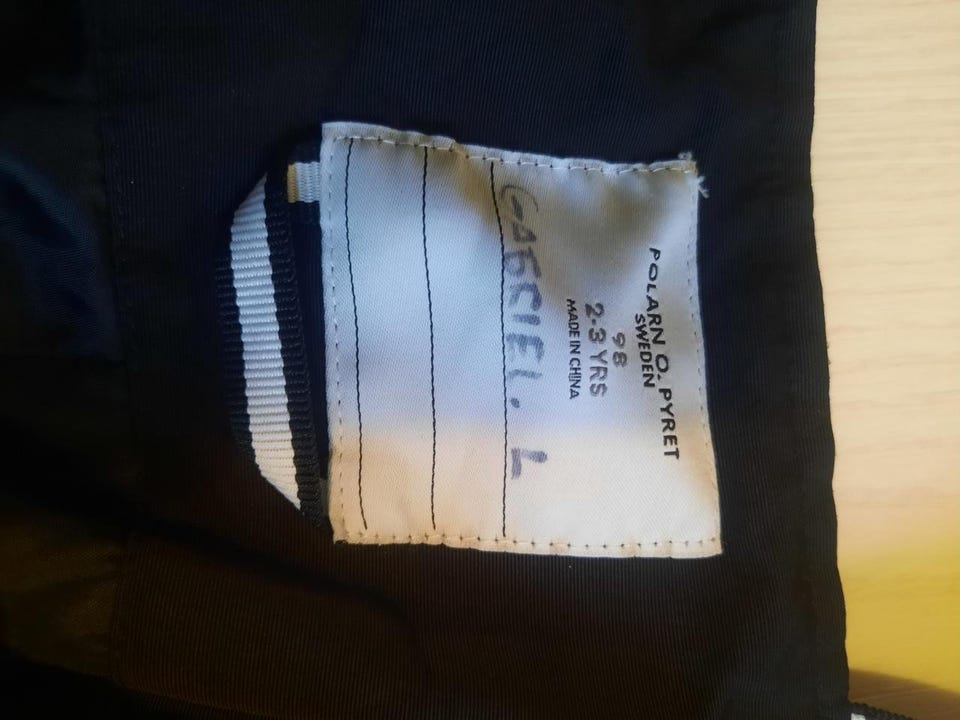 POLARN O. PYRET
SWEDEN
98
2-3 YRS
MADE IN CHINA
GABRIEL. L